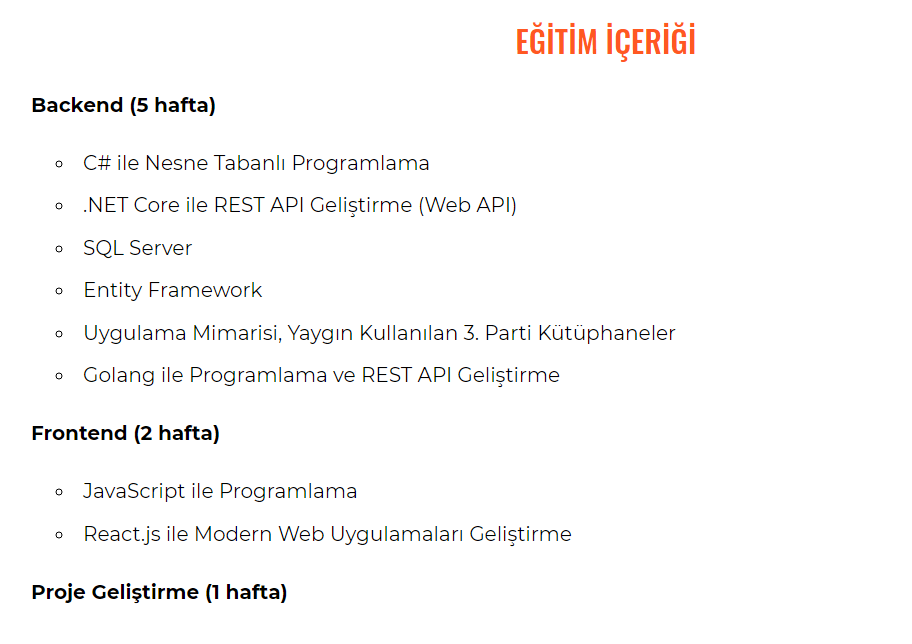 EĞİTİM İÇERİĞİ
Backend (5 hafta)
C# ile Nesne Tabanlı Programlama
.NET Core ile REST API Geliştirme (Web API)
SQL Server
Entity Framework
Uygulama Mimarisi, Yaygın Kullanılan 3. Parti Kütüphaneler
Golang ile Programlama ve REST API Geliştirme
Frontend (2 hafta)
JavaScript ile Programlama
React.js ile Modern Web Uygulamaları Geliştirme
Proje Geliştirme (1 hafta)